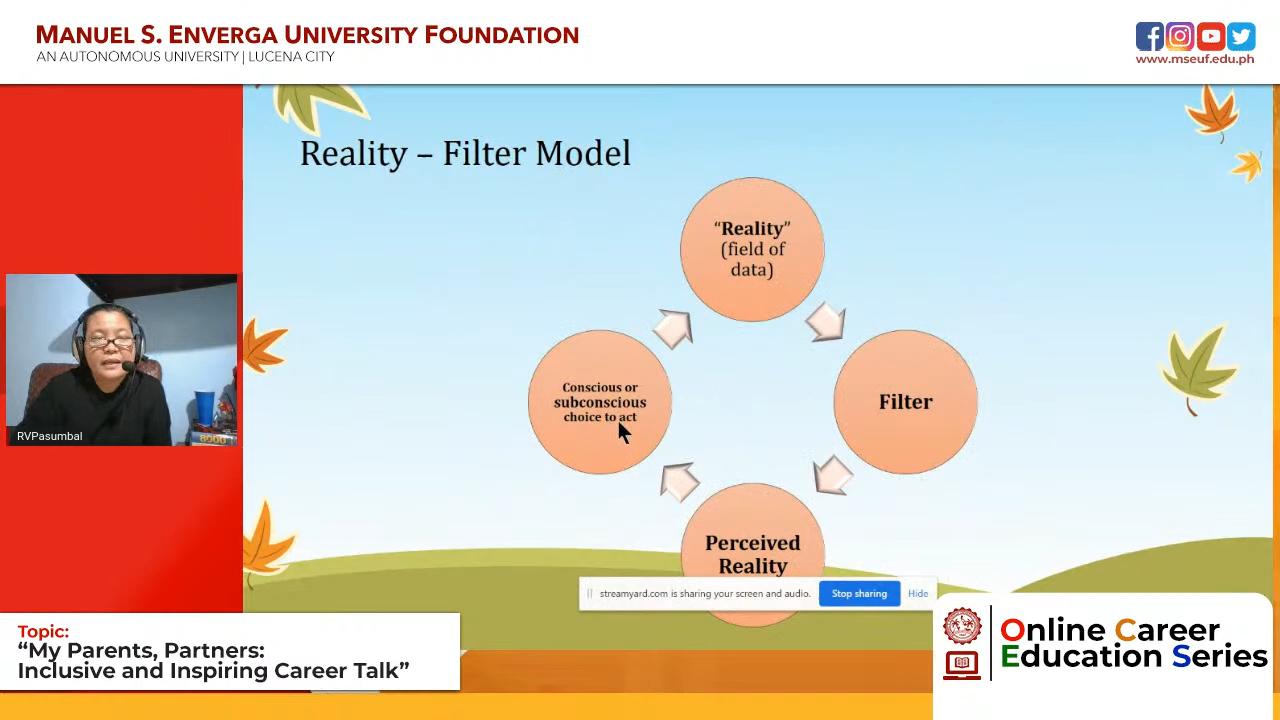 MANUEL S. ENVERGA UNIVERSITY FOUNDATION
AN AUTONOMOUS UNIVERSITY | LUCENA CITY
www.mseuf.edu.ph
Reality – Filter Model
“Reality”
(field of
data)
Filter
Perceived
Reality
Conscious or
subconscious
choice to act
RVPasumbal
8000
streamyard.com is sharing your screen and audio.
Stop sharing
Hide
Topic:
“My Parents, Partners:
Inclusive and Inspiring Career Talk”
Online Career
Education Series